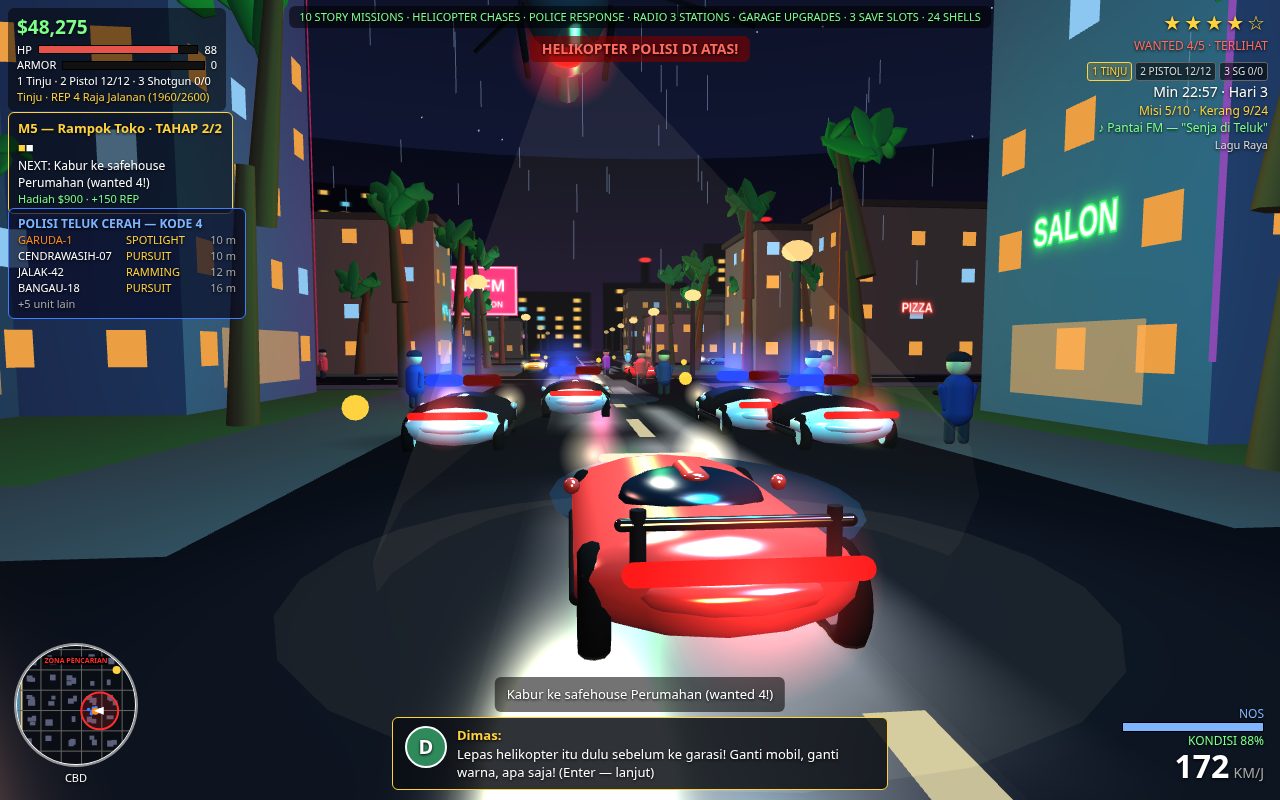 $48,275
HP 88
ARMOR 0
1 Tinju · 2 Pistol 12/12 · 3 Shotgun 0/0
Tinju · REP 4 Raja Jalanan (1960/2600)
M5 — Rampok Toko · TAHAP 2/2
NEXT: Kabur ke safehouse
Perumahan (wanted 4!)
Hadiah $900 · +150 REP
POLISI TELUK CERAH — KODE 4
GARUDA-1 SPOTLIGHT 10 m
CENDRAWASIH-07 PURSUIT 10 m
JALAK-42 RAMMING 12 m
BANGAU-18 PURSUIT 16 m
+5 unit lain
10 STORY MISSIONS · HELICOPTER CHASES · POLICE RESPONSE · RADIO 3 STATIONS · GARAGE UPGRADES · 3 SAVE SLOTS · 24 SHELLS
HELIKOPTER POLISI DI ATAS!
★★★★☆
WANTED 4/5 · TERLIHAT
1 TINJU 2 PISTOL 12/12 3 SG 0/0
Min 22:57 · Hari 3
Misi 5/10 · Kerang 9/24
♪ Pantai FM — "Senja di Teluk"
Lagu Raya
SALON
PIZZA
FM
ZONA PENCARIAN
CBD
Kabur ke safehouse Perumahan (wanted 4!)
D
Dimas:
Lepas helikopter itu dulu sebelum ke garasi! Ganti mobil, ganti
warna, apa saja! (Enter — lanjut)
NOS
KONDISI 88%
172 KM/J